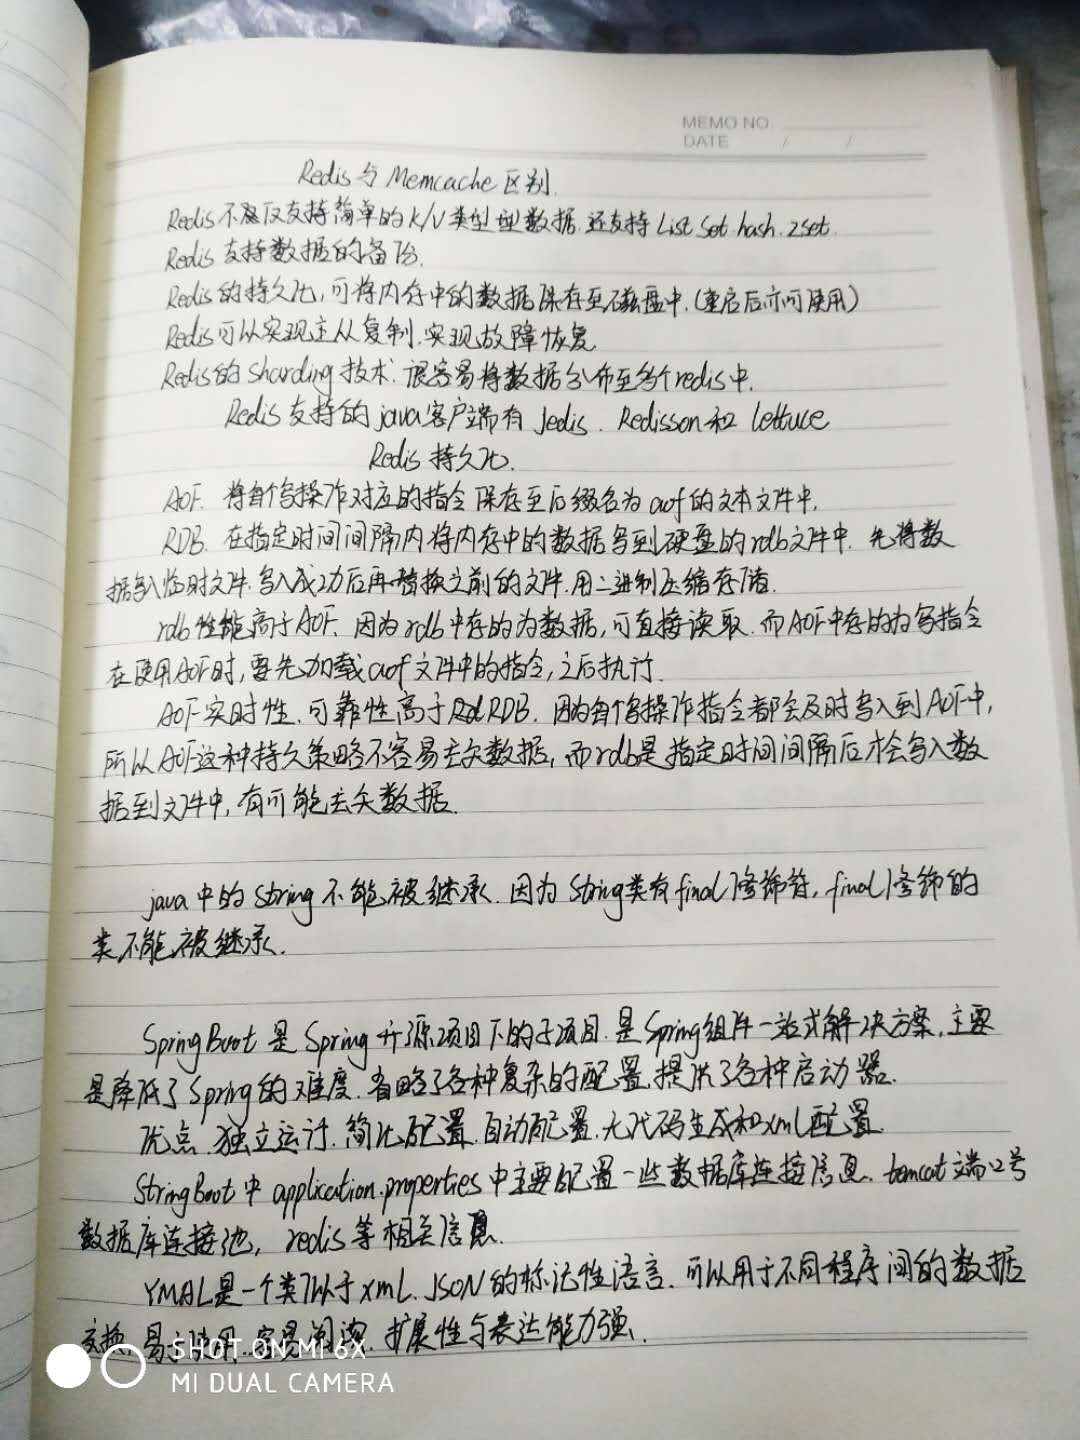 MEMO NO.
DATE / /
Redis与Memcache区别.
Redis不仅仅支持简单的K/V类型型数据.还支持List Set.hash.zset.
Redis支持数据的备份.
Redis的持久化,可将内存中的数据保存至磁盘中.(重启后亦可使用)
Redis可以实现主从复制.实现故障恢复
Redis的Sharding技术.很容易将数据分布至各个redis中.
Redis支持的java客户端有Jedis. Redisson和lettuce
Redis持久化.
AOF. 将每个写操作对应的指令保存至后缀名为aof的文本文件中.
RDB. 在指定时间间隔内将内存中的数据写到硬盘的rdb文件中. 先将数
据写入临时文件.写入成功后再替换之前的文件.用二进制压缩存储.
rdb性能高于AOF. 因为rdb中存的为数据,可直接读取.而AOF中存的为写指令
在使用AOF时,要先加载aof文件中的指令,之后执行.
AOF实时性.可靠性高于RDB. 因为每个写操作指令都会及时写入到AOF中,
所以AOF这种持久策略不容易丢失数据,而rdb是指定时间间隔后才会写入数
据到文件中,有可能丢失数据.
java中的String不能被继承.因为String类有final修饰符,final修饰的
类不能被继承.
SpringBoot是Spring开源项目下的子项目.是Spring组件一站式解决方案,主要
是降低了Spring的难度.省略了各种复杂的配置.提供了各种启动器.
优点.独立运行.简化配置.自动配置.无代码生成和xml配置.
StringBoot中application.properties中主要配置一些数据库连接信息.tomcat端口号
数据库连接池,redis等相关信息.
YMAL是一个类似于xml.JSON的标记性语言.可以用于不同程序间的数据
交换.易于使用.容易阅读.扩展性与表达能力强.
SHOT ON MI 6X
MI DUAL CAMERA